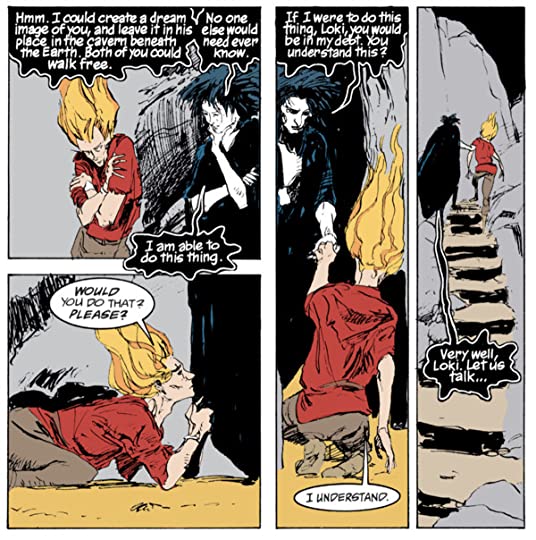 Hmm. I could create a dream
image of you, and leave it in his
place in the cavern beneath
the Earth. Both of you could
walk free.
No one
else would
need ever
know.
I am able to
do this thing.
WOULD
YOU DO THAT?
PLEASE?
If I were to do this
thing, Loki, you would
be in my debt. You
understand this?
I UNDERSTAND.
Very well,
Loki. Let us
talk...